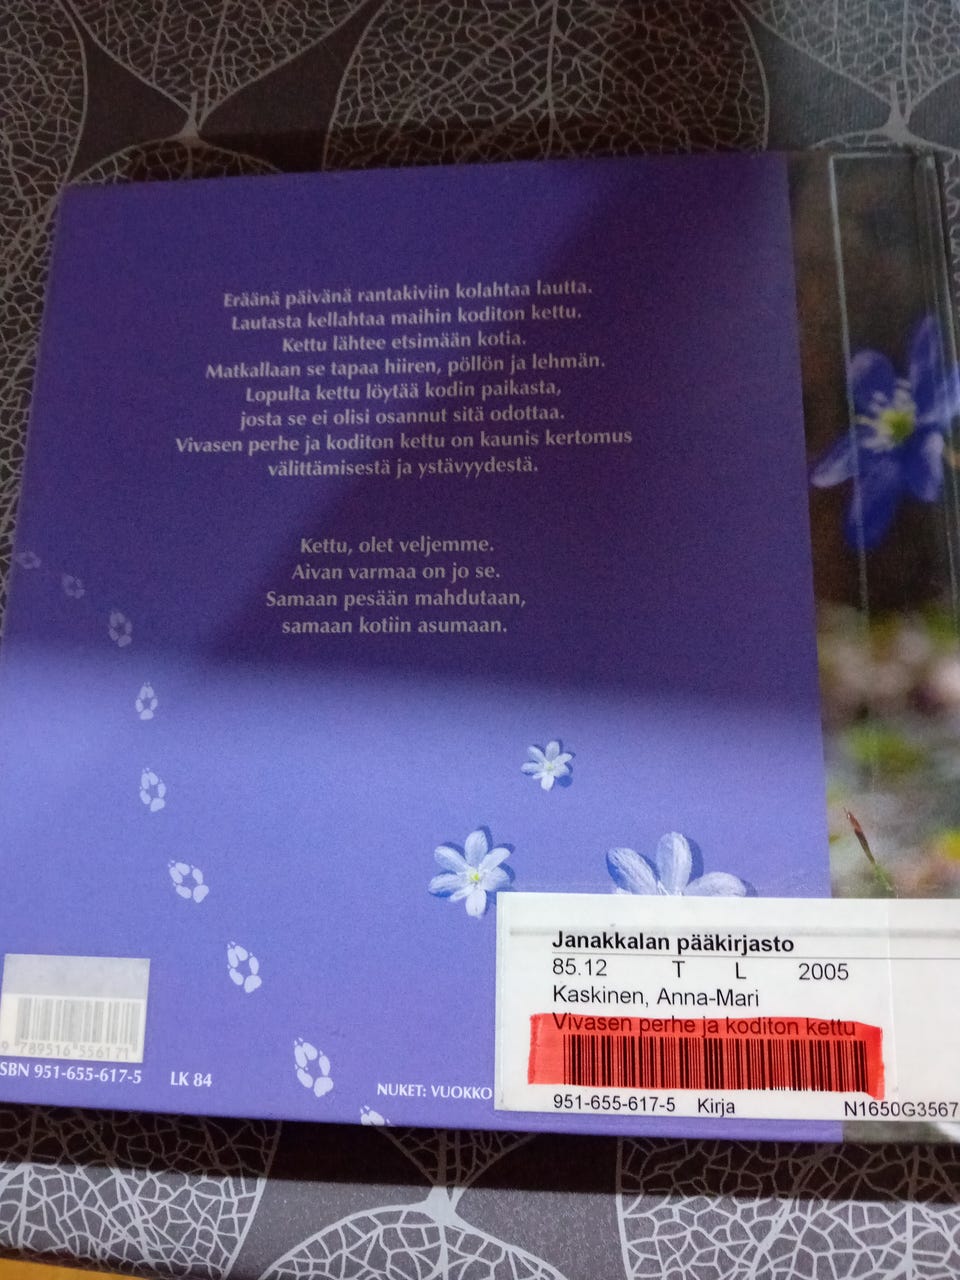 Eräänä päivänä rantakiviin kolahtaa lautta.
Lautasta kellahtaa maihin koditon kettu.
Kettu lähtee etsimään kotia.
Matkallaan se tapaa hiiren, pöllön ja lehmän.
Lopulta kettu löytää kodin paikasta,
josta se ei olisi osannut sitä odottaa.
Vivasen perhe ja koditon kettu on kaunis kertomus
välittämisestä ja ystävyydestä.
Kettu, olet veljemme.
Aivan varmaa on jo se.
Samaan pesään mahdutaan,
samaan kotiin asumaan.
9 789516 556171
SBN 951-655-617-5 LK 84
NUKET: VUOKKO
Janakkalan pääkirjasto
85.12 T L 2005
Kaskinen, Anna-Mari
Vivasen perhe ja koditon kettu
951-655-617-5 Kirja N1650G3567